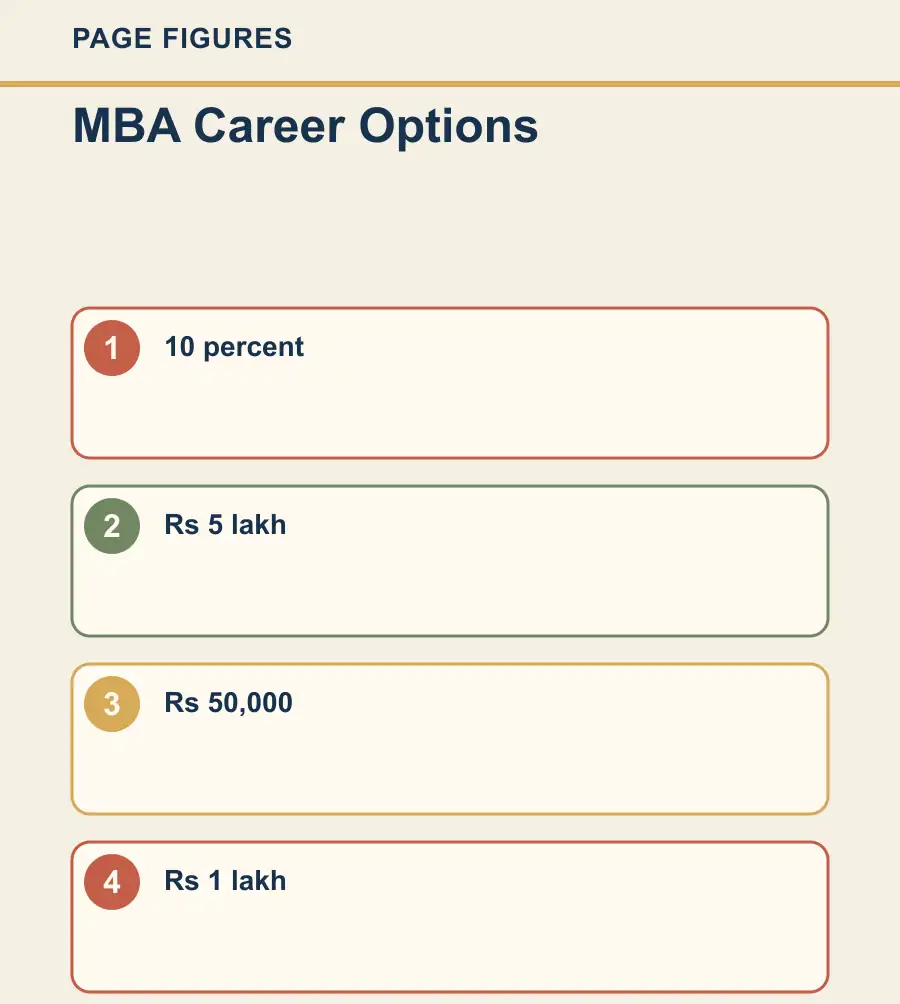 PAGE FIGURES
MBA Career Options
1 10 percent
2 Rs 5 lakh
3 Rs 50,000
4 Rs 1 lakh